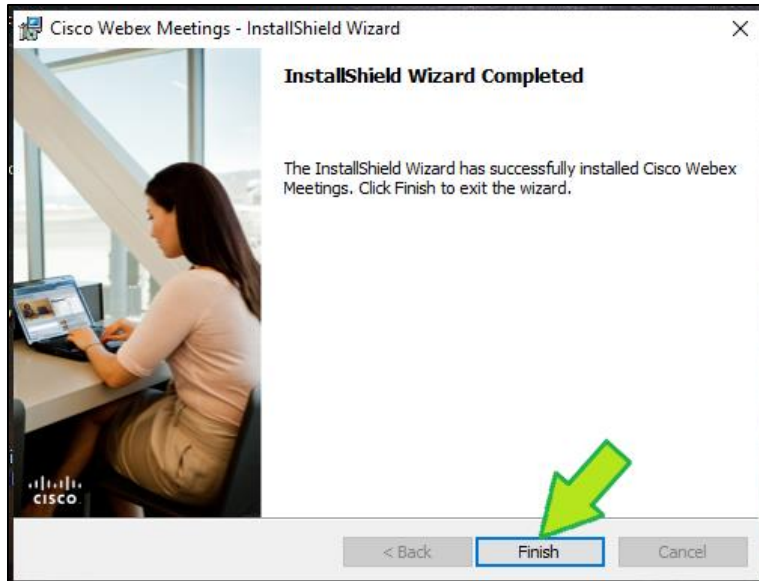 Cisco Webex Meetings - InstallShield Wizard
InstallShield Wizard Completed
The InstallShield Wizard has successfully installed Cisco Webex
Meetings. Click Finish to exit the wizard.
CISCO
< Back
Finish
Cancel